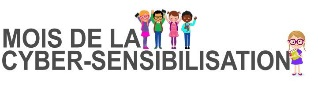 MOIS DE LA
CYBER-SENSIBILISATION